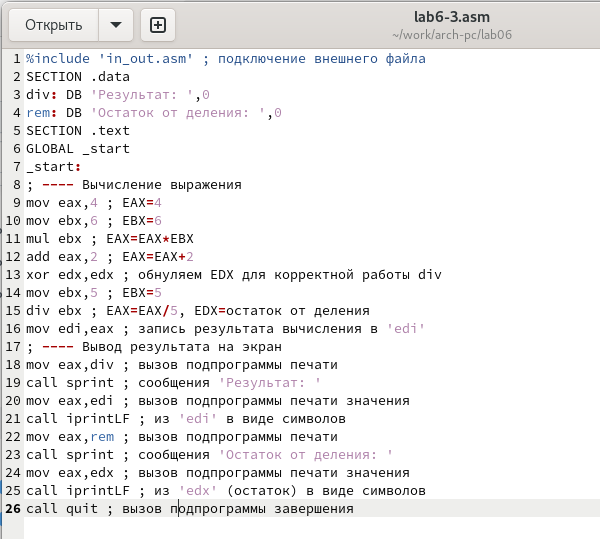 Открыть
lab6-3.asm
~/work/arch-pc/lab06
1 %include 'in_out.asm' ; подключение внешнего файла
2 SECTION .data
3 div: DB 'Результат: ',0
4 rem: DB 'Остаток от деления: ',0
5 SECTION .text
6 GLOBAL _start
7 _start:
8 ; ---- Вычисление выражения
9 mov eax,4 ; EAX=4
10 mov ebx,6 ; EBX=6
11 mul ebx ; EAX=EAX*EBX
12 add eax,2 ; EAX=EAX+2
13 xor edx,edx ; обнуляем EDX для корректной работы div
14 mov ebx,5 ; EBX=5
15 div ebx ; EAX=EAX/5, EDX=остаток от деления
16 mov edi,eax ; запись результата вычисления в 'edi'
17 ; ---- Вывод результата на экран
18 mov eax,div ; вызов подпрограммы печати
19 call sprint ; сообщения 'Результат: '
20 mov eax,edi ; вызов подпрограммы печати значения
21 call iprintLF ; из 'edi' в виде символов
22 mov eax,rem ; вызов подпрограммы печати
23 call sprint ; сообщения 'Остаток от деления: '
24 mov eax,edx ; вызов подпрограммы печати значения
25 call iprintLF ; из 'edx' (остаток) в виде символов
26 call quit ; вызов подпрограммы завершения